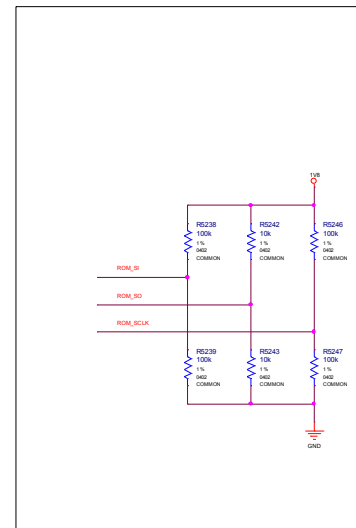 1V8
R5238
100k
1 %
0402
COMMON
R5242
10k
1 %
0402
COMMON
R5246
100k
1 %
0402
COMMON
ROM_SI
ROM_SO
ROM_SCLK
R5239
100k
1 %
0402
COMMON
R5243
10k
1 %
0402
COMMON
R5247
100k
1 %
0402
COMMON
GND